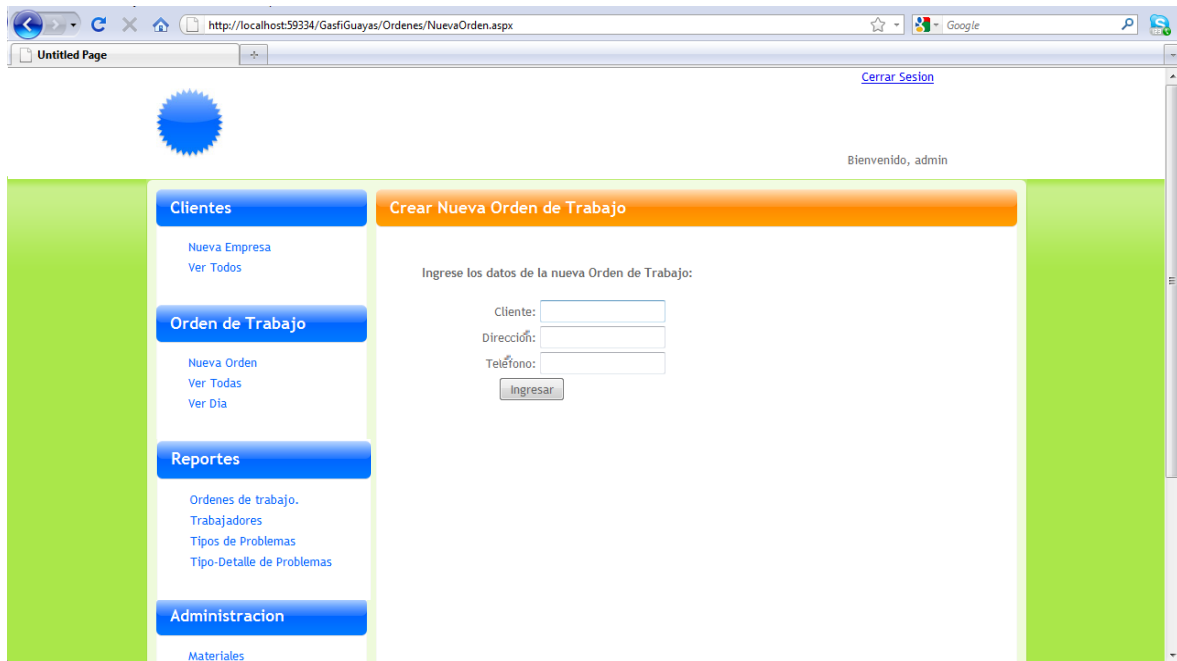 http://localhost:59334/GasfiGuayas/Ordenes/NuevaOrden.aspx
Google
Untitled Page
Cerrar Sesion
Bienvenido, admin
Clientes
Nueva Empresa
Ver Todos
Orden de Trabajo
Nueva Orden
Ver Todas
Ver Dia
Reportes
Ordenes de trabajo.
Trabajadores
Tipos de Problemas
Tipo-Detalle de Problemas
Administracion
Materiales
Crear Nueva Orden de Trabajo
Ingrese los datos de la nueva Orden de Trabajo:
Cliente:
Dirección:
Teléfono:
Ingresar